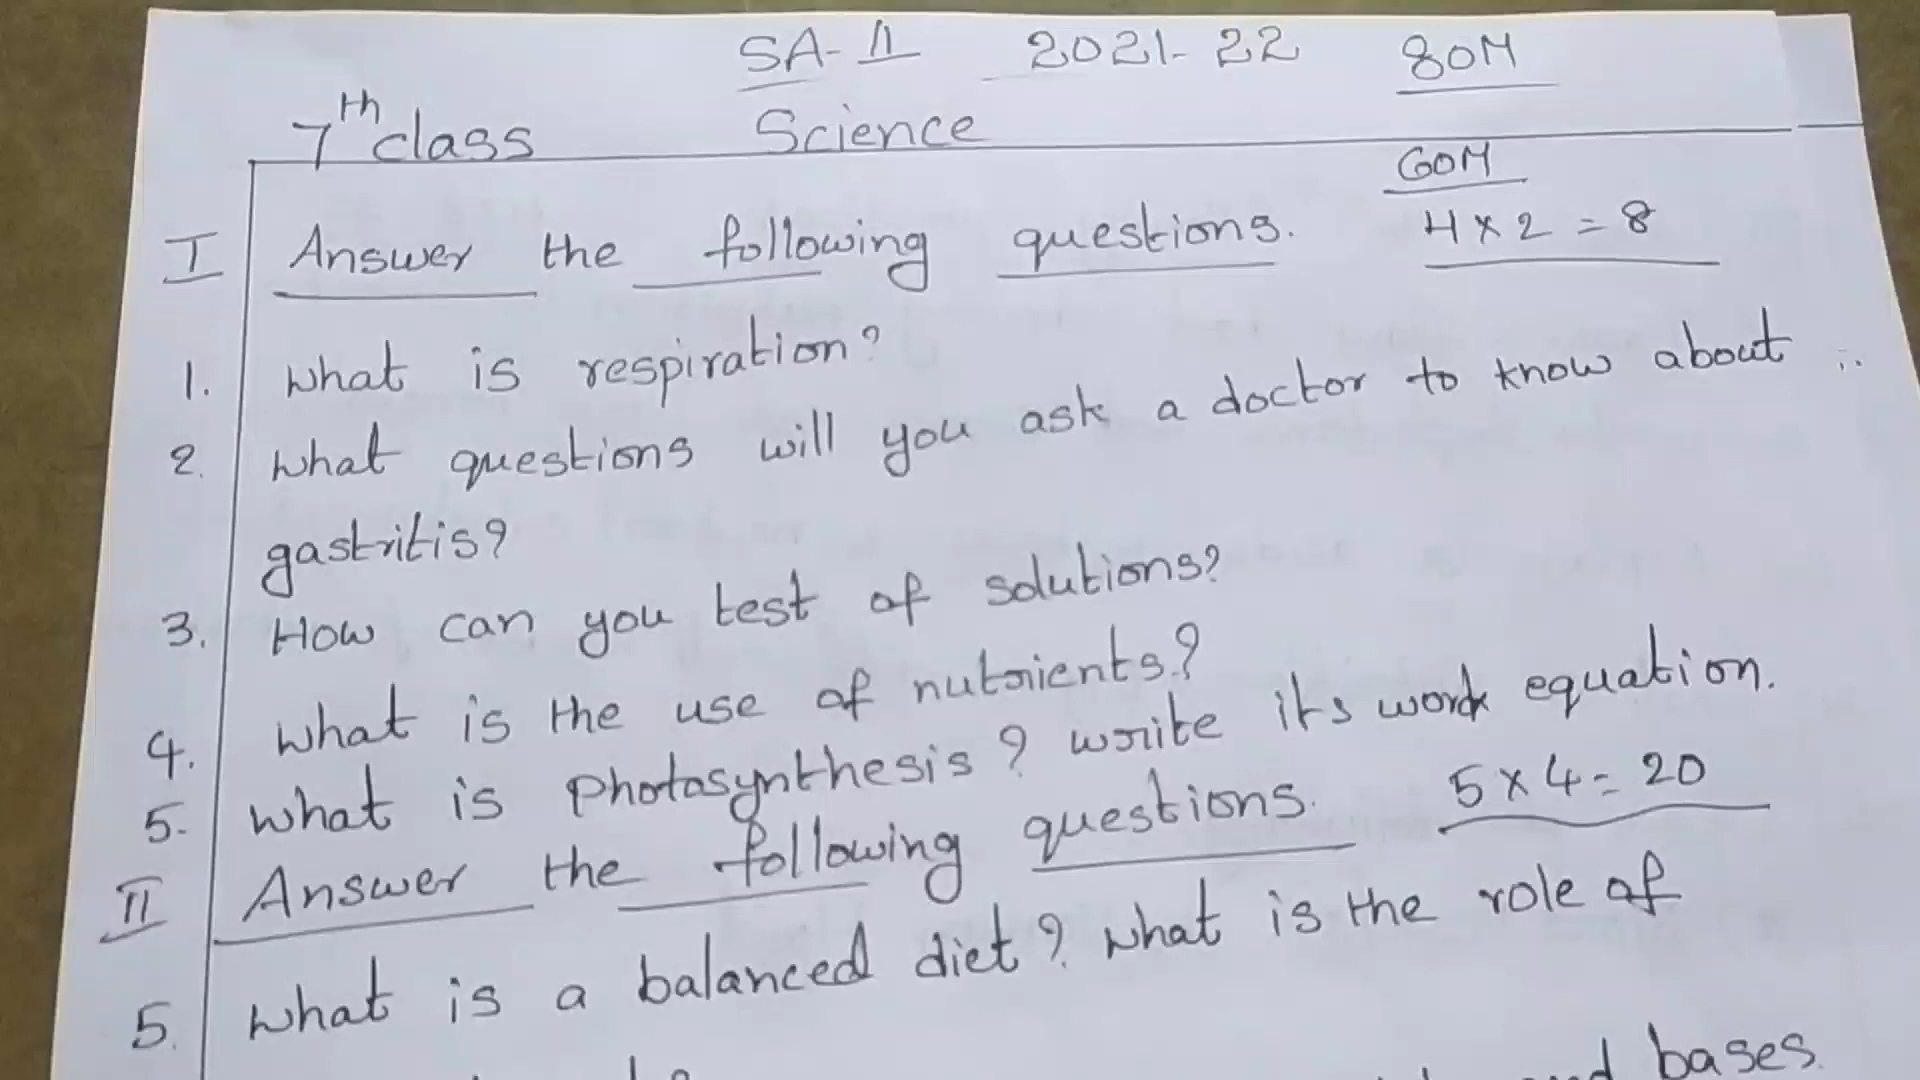 SA-II 2021-22 80M
7th class Science
60M
I Answer the following questions. 4 x 2 = 8
1. What is respiration?
2. What questions will you ask a doctor to know about
gastritis?
3. How can you test of solutions?
4. What is the use of nutrients?
5. What is photosynthesis? write its word equation.
II Answer the following questions. 5 x 4 = 20
5. What is a balanced diet? What is the role of
bases